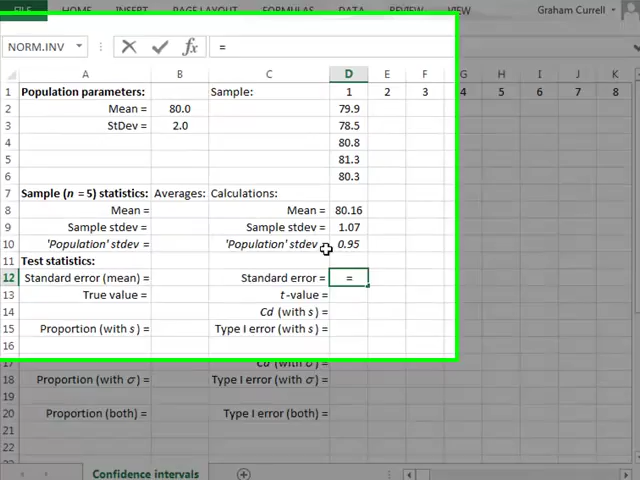 FILE HOME INSERT PAGE LAYOUT FORMULAS DATA REVIEW VIEW Graham Currell
NORM.INV fx =
A B C D E F G H I J K
1 Population parameters: Sample: 1 2 3 4 5 6 7 8
2 Mean = 80.0 79.9
3 StDev = 2.0 78.5
4 80.8
5 81.3
6 80.3
7 Sample (n = 5) statistics: Averages: Calculations:
8 Mean = Mean = 80.16
9 Sample stdev = Sample stdev = 1.07
10 'Population' stdev = 'Population' stdev = 0.95
11 Test statistics:
12 Standard error (mean) = Standard error = =
13 True value = t-value =
14 Cd (with s) =
15 Proportion (with s) = Type I error (with s) =
16
17 Cd (with σ) =
18 Proportion (with σ) = Type I error (with σ) =
19
20 Proportion (both) = Type I error (both) =
21
22
Confidence intervals